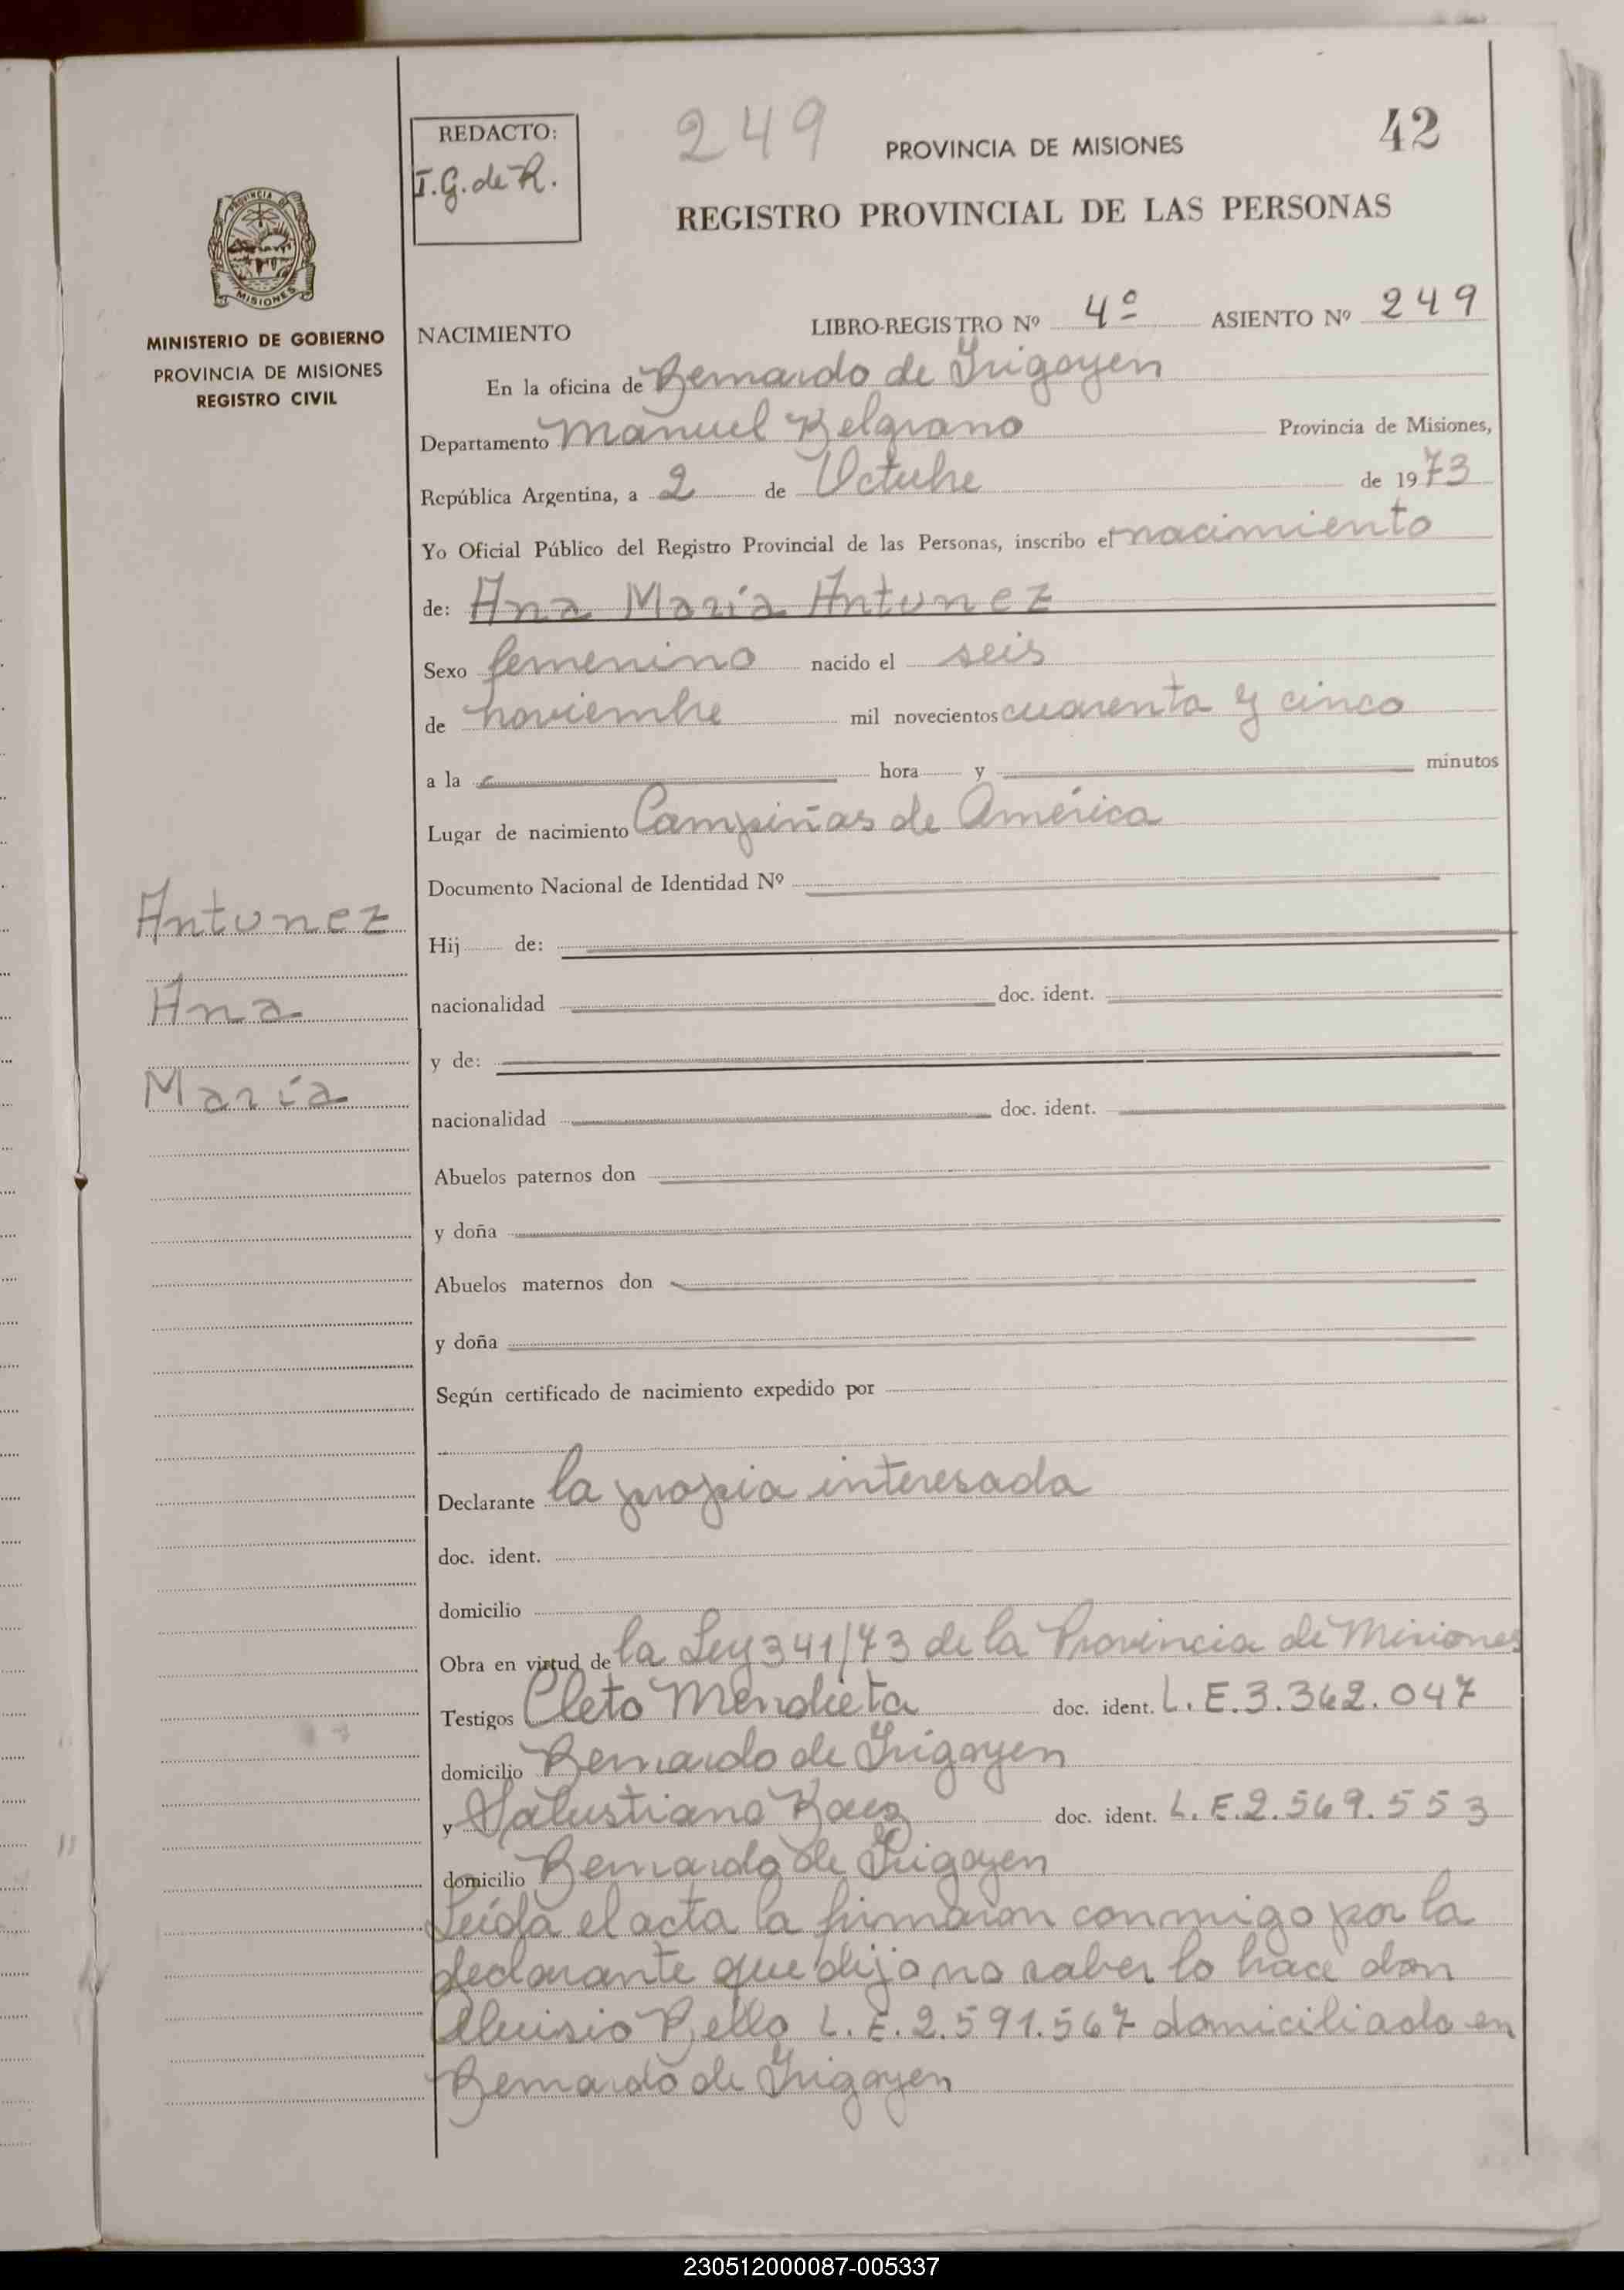 REDACTO:
I.G. de R.
249
PROVINCIA DE MISIONES
42
REGISTRO PROVINCIAL DE LAS PERSONAS
PROVINCIA DE
MISIONES
MINISTERIO DE GOBIERNO
PROVINCIA DE MISIONES
REGISTRO CIVIL
NACIMIENTO LIBRO-REGISTRO Nº 4º ASIENTO Nº 249
En la oficina de Bernardo de Irigoyen
Departamento Manuel Belgrano Provincia de Misiones,
República Argentina, a 2 de Octubre de 1973
Yo Oficial Público del Registro Provincial de las Personas, inscribo el nacimiento
de: Ana María Antunez
Sexo femenino nacido el seis
de noviembre mil novecientos cuarenta y cinco
a la hora y minutos
Lugar de nacimiento Campiñas de América
Documento Nacional de Identidad Nº
Antunez
Hij de:
Ana
nacionalidad doc. ident.
y de:
María
nacionalidad doc. ident.
Abuelos paternos don
y doña
Abuelos maternos don
y doña
Según certificado de nacimiento expedido por
Declarante la propia interesada
doc. ident.
domicilio
Obra en virtud de la Ley 341/73 de la Provincia de Misiones
Testigos Cleto Mendieta doc. ident. L.E.3.362.047
domicilio Bernardo de Irigoyen
y Salustiano Baez doc. ident. L.E.2.569.553
domicilio Bernardo de Irigoyen
Leída el acta la firmaron conmigo por la
declarante que dijo no saber lo hace don
Aluisio Bello L.E.2.591.567 domiciliado en
Bernardo de Irigoyen
230512000087-005337